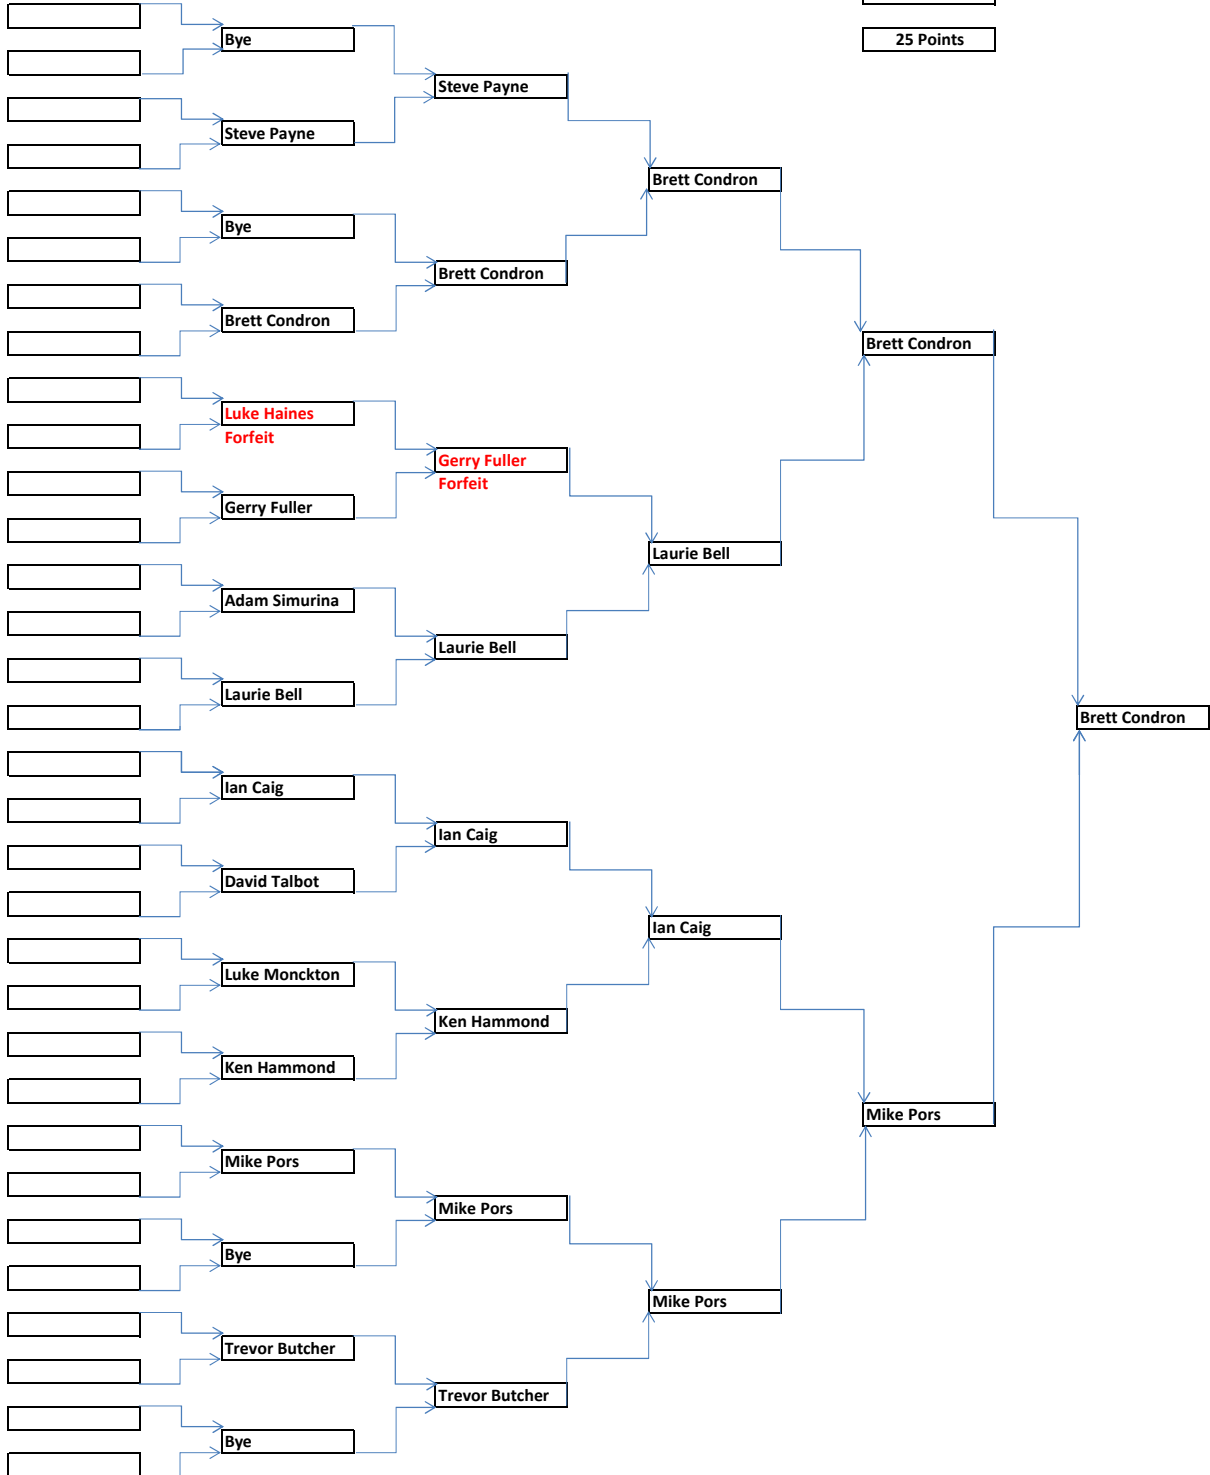 25 Points
Bye
Steve Payne
Steve Payne
Brett Condron
Bye
Brett Condron
Brett Condron
Brett Condron
Luke Haines
Forfeit
Gerry Fuller
Forfeit
Gerry Fuller
Laurie Bell
Adam Simurina
Laurie Bell
Laurie Bell
Brett Condron
Ian Caig
Ian Caig
David Talbot
Ian Caig
Luke Monckton
Ken Hammond
Ken Hammond
Mike Pors
Mike Pors
Mike Pors
Bye
Mike Pors
Trevor Butcher
Trevor Butcher
Bye